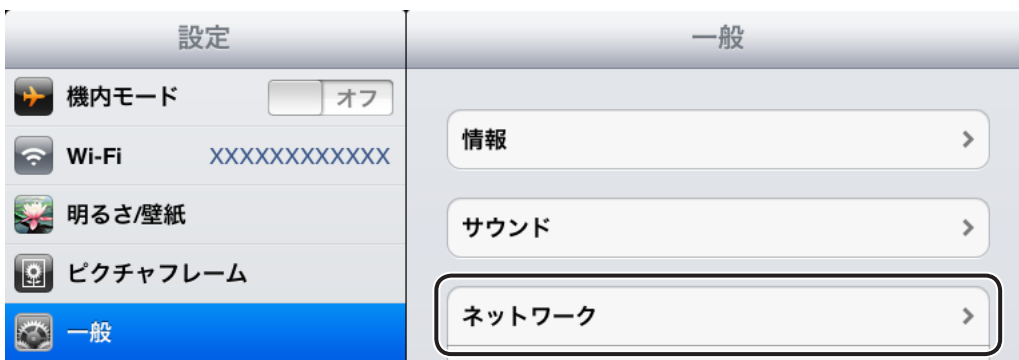 設定
機内モード オフ
Wi-Fi XXXXXXXXXXXX
明るさ/壁紙
ピクチャフレーム
一般
一般
情報
サウンド
ネットワーク